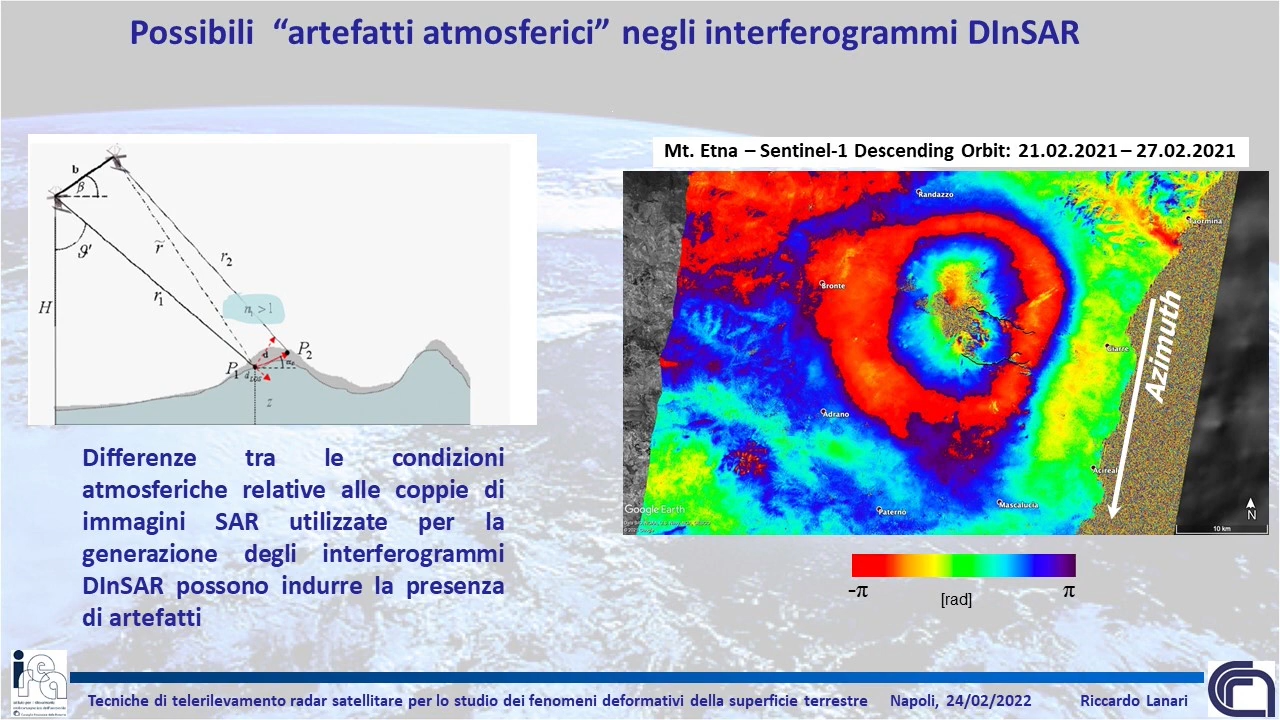 Possibili “artefatti atmosferici” negli interferogrammi DInSAR
b
β
ϑ'
r̃
r₂
r₁
H
n₁ > 1
d
P₂
P₁
z
Differenze tra le condizioni
atmosferiche relative alle coppie di
immagini SAR utilizzate per la
generazione degli interferogrammi
DInSAR possono indurre la presenza
di artefatti
Mt. Etna – Sentinel-1 Descending Orbit: 21.02.2021 – 27.02.2021
Randazzo
Taormina
Bronte
Giarre
Azimuth
Adrano
Acireal
Mascalucia
Paterno
Google Earth
N
10 km
-π
π
[rad]
Tecniche di telerilevamento radar satellitare per lo studio dei fenomeni deformativi della superficie terrestre Napoli, 24/02/2022 Riccardo Lanari